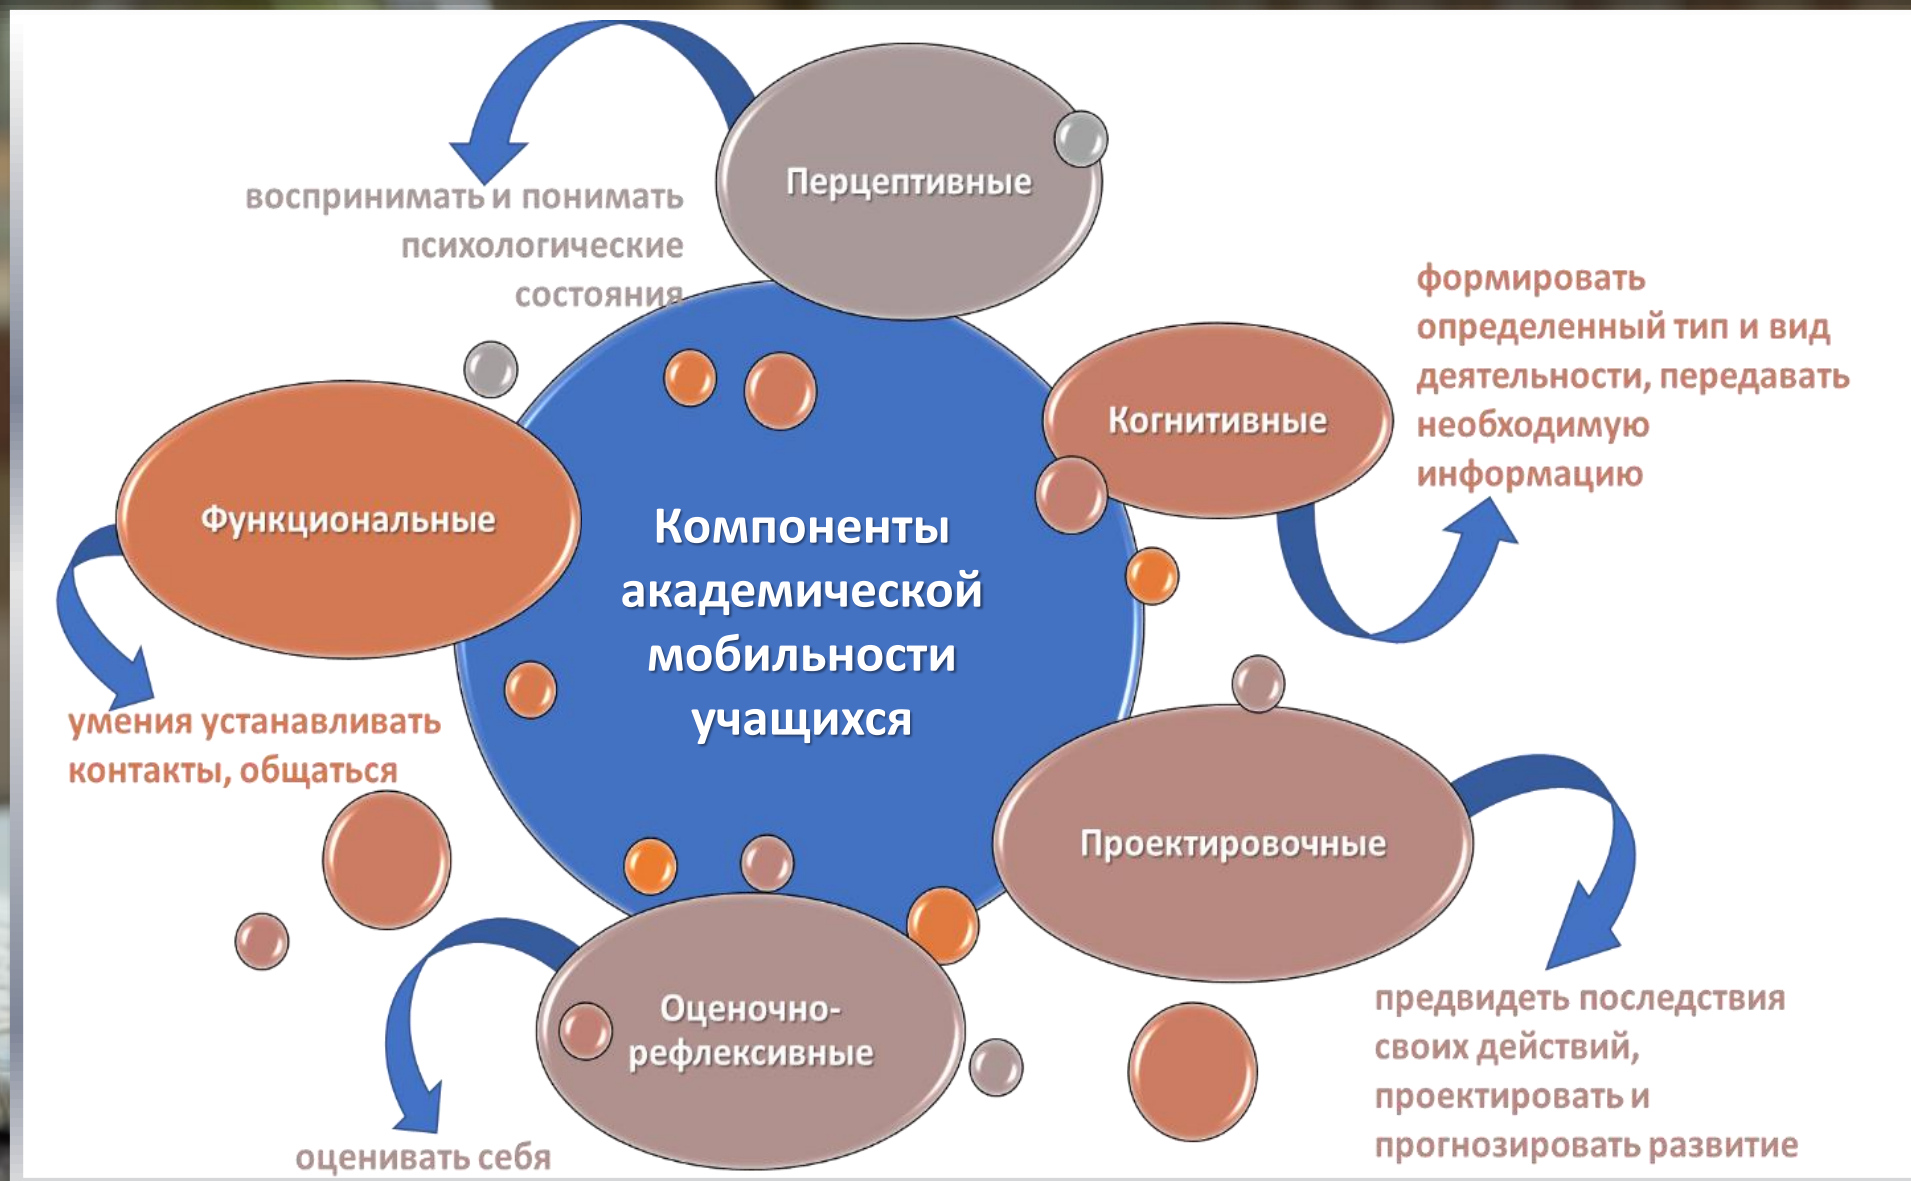 Перцептивные
воспринимать и понимать
психологические
состояния
Когнитивные
формировать
определенный тип и вид
деятельности, передавать
необходимую
информацию
Функциональные
умения устанавливать
контакты, общаться
Компоненты
академической
мобильности
учащихся
Проектировочные
предвидеть последствия
своих действий,
проектировать и
прогнозировать развитие
Оценочно-
рефлексивные
оценивать себя